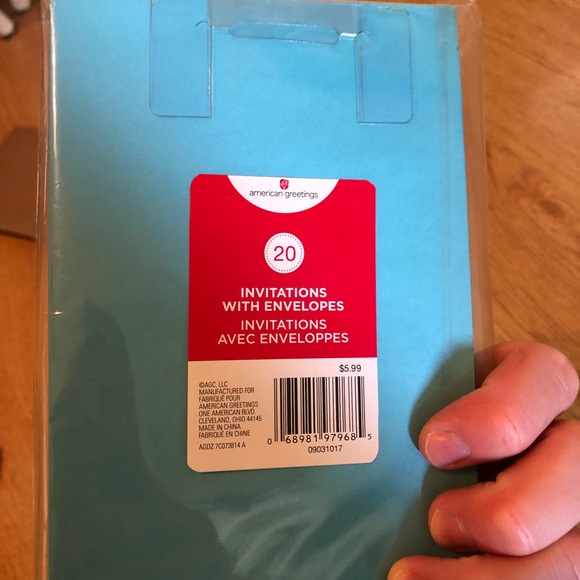 american greetings
20
INVITATIONS
WITH ENVELOPES
INVITATIONS
AVEC ENVELOPPES
$5.99
©AGC, LLC
MANUFACTURED FOR
FABRIQUÉ POUR
AMERICAN GREETINGS
ONE AMERICAN BLVD.
CLEVELAND, OHIO 44145
MADE IN CHINA
FABRIQUÉ EN CHINE
AGDZ 7C073814 A
0 68981 97968 5
09031017